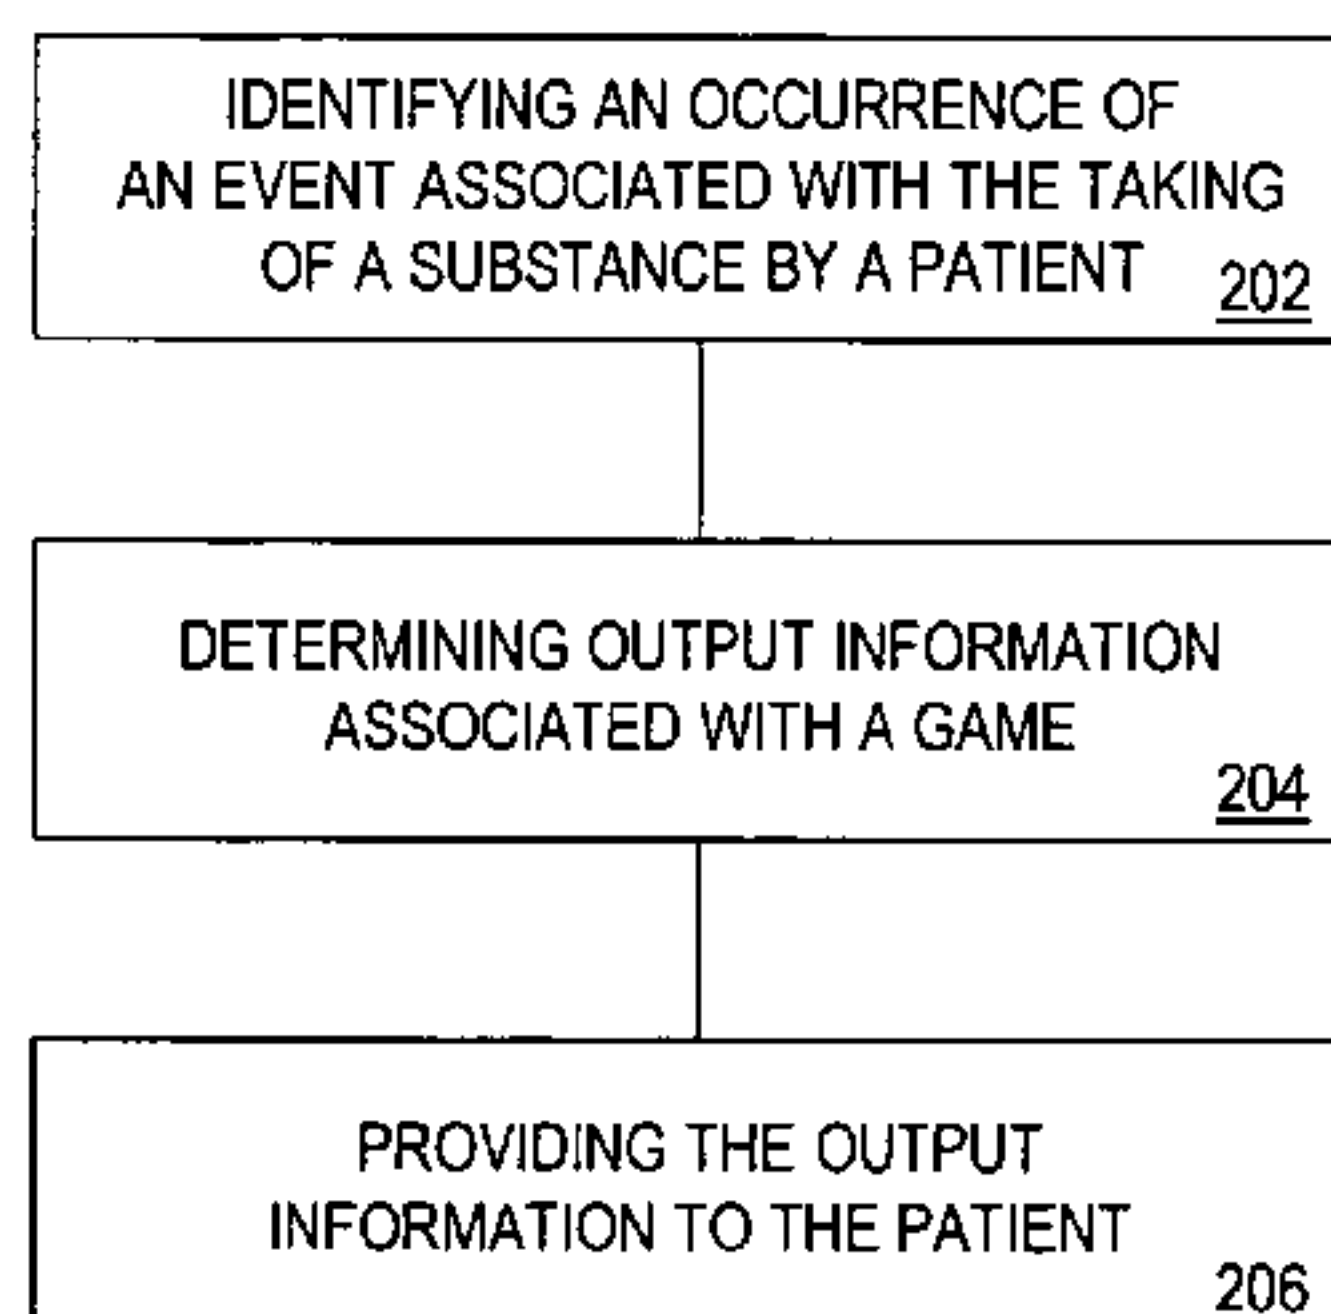 IDENTIFYING AN OCCURRENCE OF
AN EVENT ASSOCIATED WITH THE TAKING
OF A SUBSTANCE BY A PATIENT
202
DETERMINING OUTPUT INFORMATION
ASSOCIATED WITH A GAME
204
PROVIDING THE OUTPUT
INFORMATION TO THE PATIENT
206